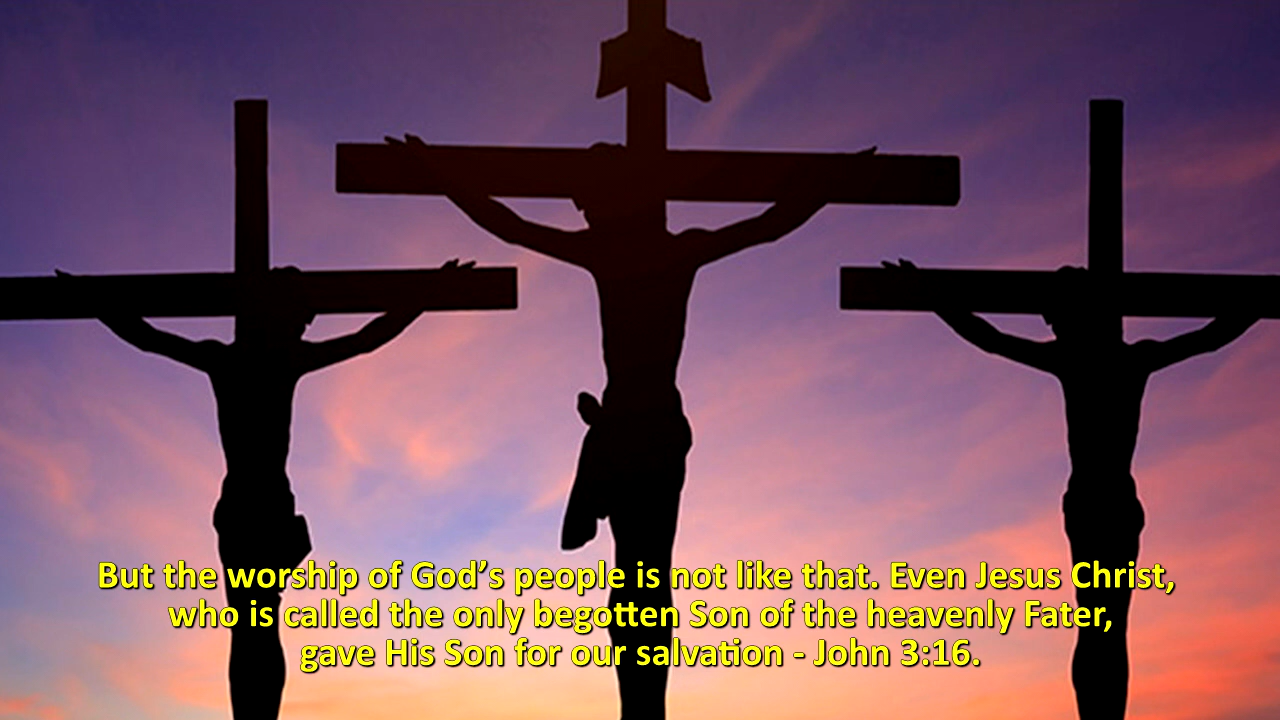 But the worship of God’s people is not like that. Even Jesus Christ,
who is called the only begotten Son of the heavenly Fater,
gave His Son for our salvation - John 3:16.